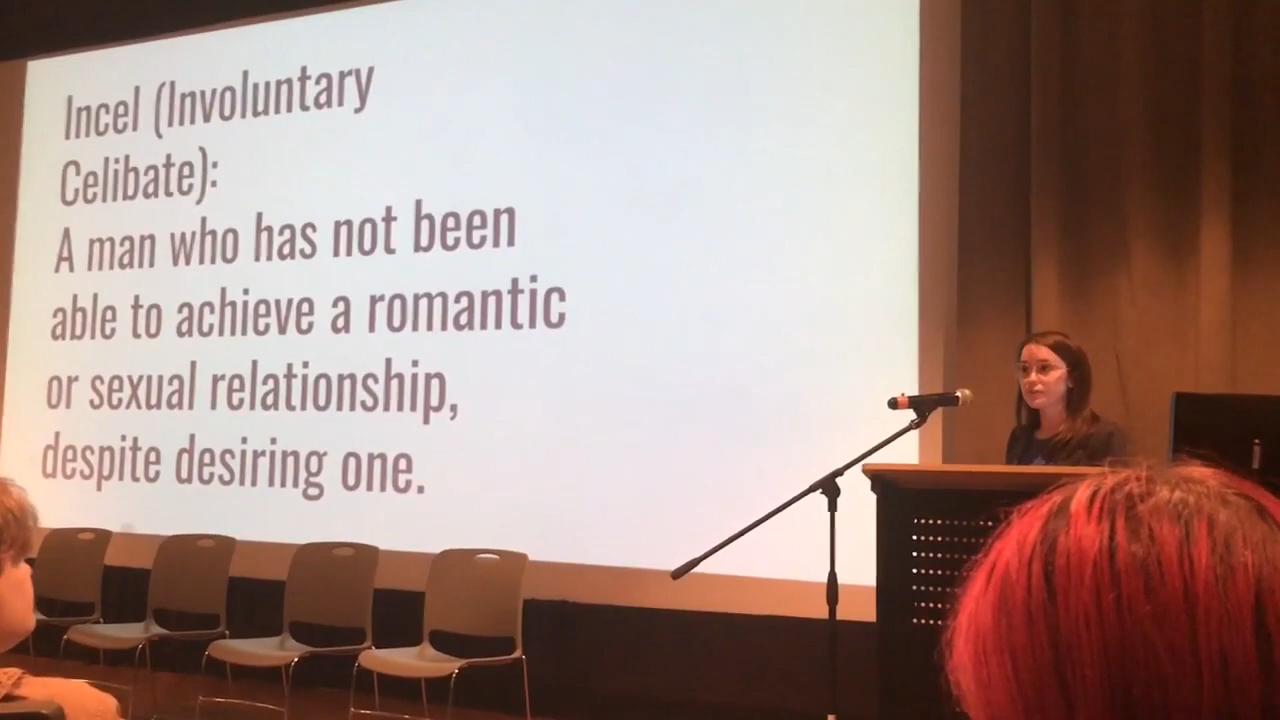 Incel (Involuntary
Celibate):
A man who has not been
able to achieve a romantic
or sexual relationship,
despite desiring one.